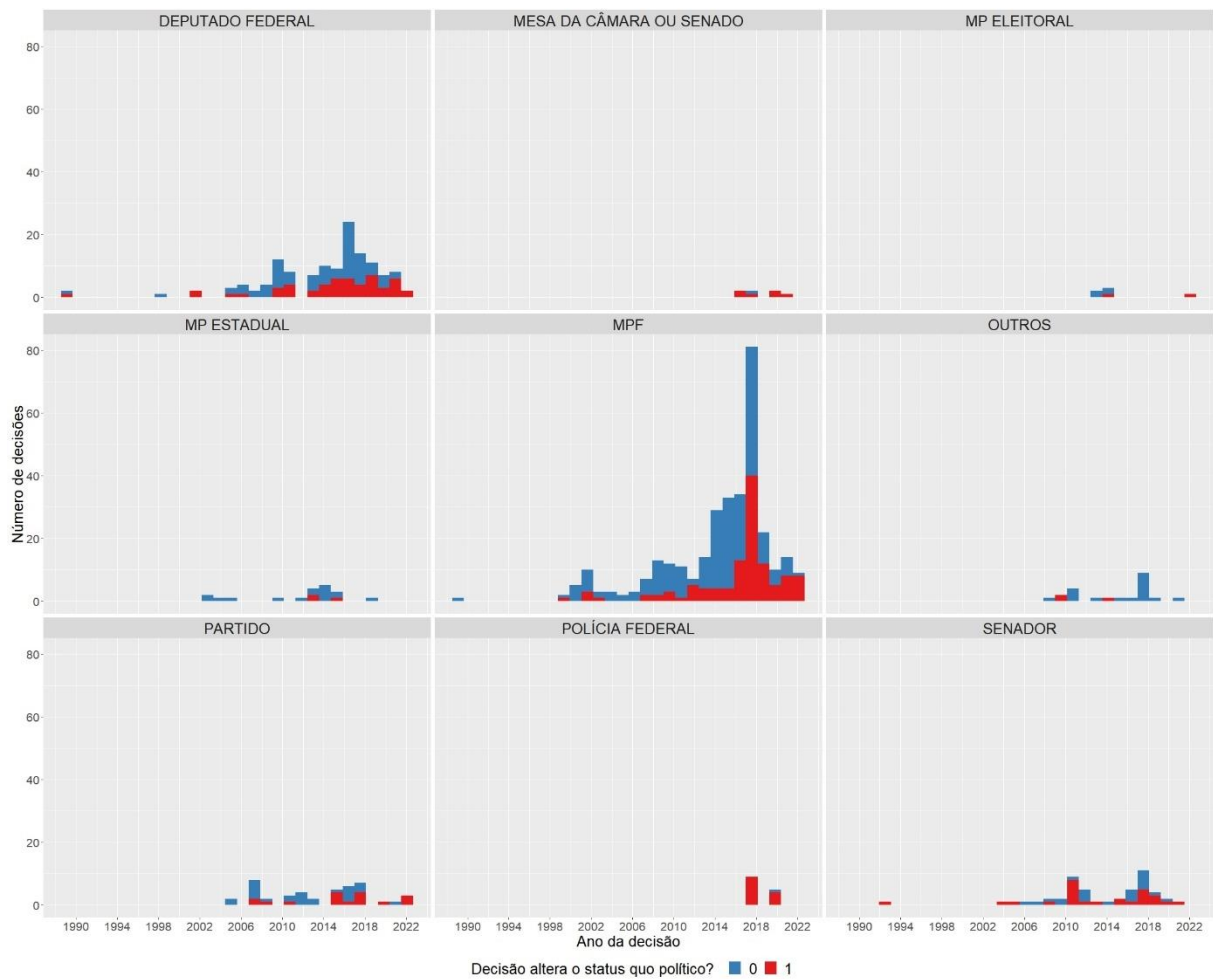 DEPUTADO FEDERAL
MESA DA CÂMARA OU SENADO
MP ELEITORAL
80
60
40
20
0
MP ESTADUAL
MPF
OUTROS
80
60
40
20
0
Número de decisões
PARTIDO
POLÍCIA FEDERAL
SENADOR
80
60
40
20
0
1990 1994 1998 2002 2006 2010 2014 2018 2022
1990 1994 1998 2002 2006 2010 2014 2018 2022
1990 1994 1998 2002 2006 2010 2014 2018 2022
Ano da decisão
Decisão altera o status quo político? 0 1